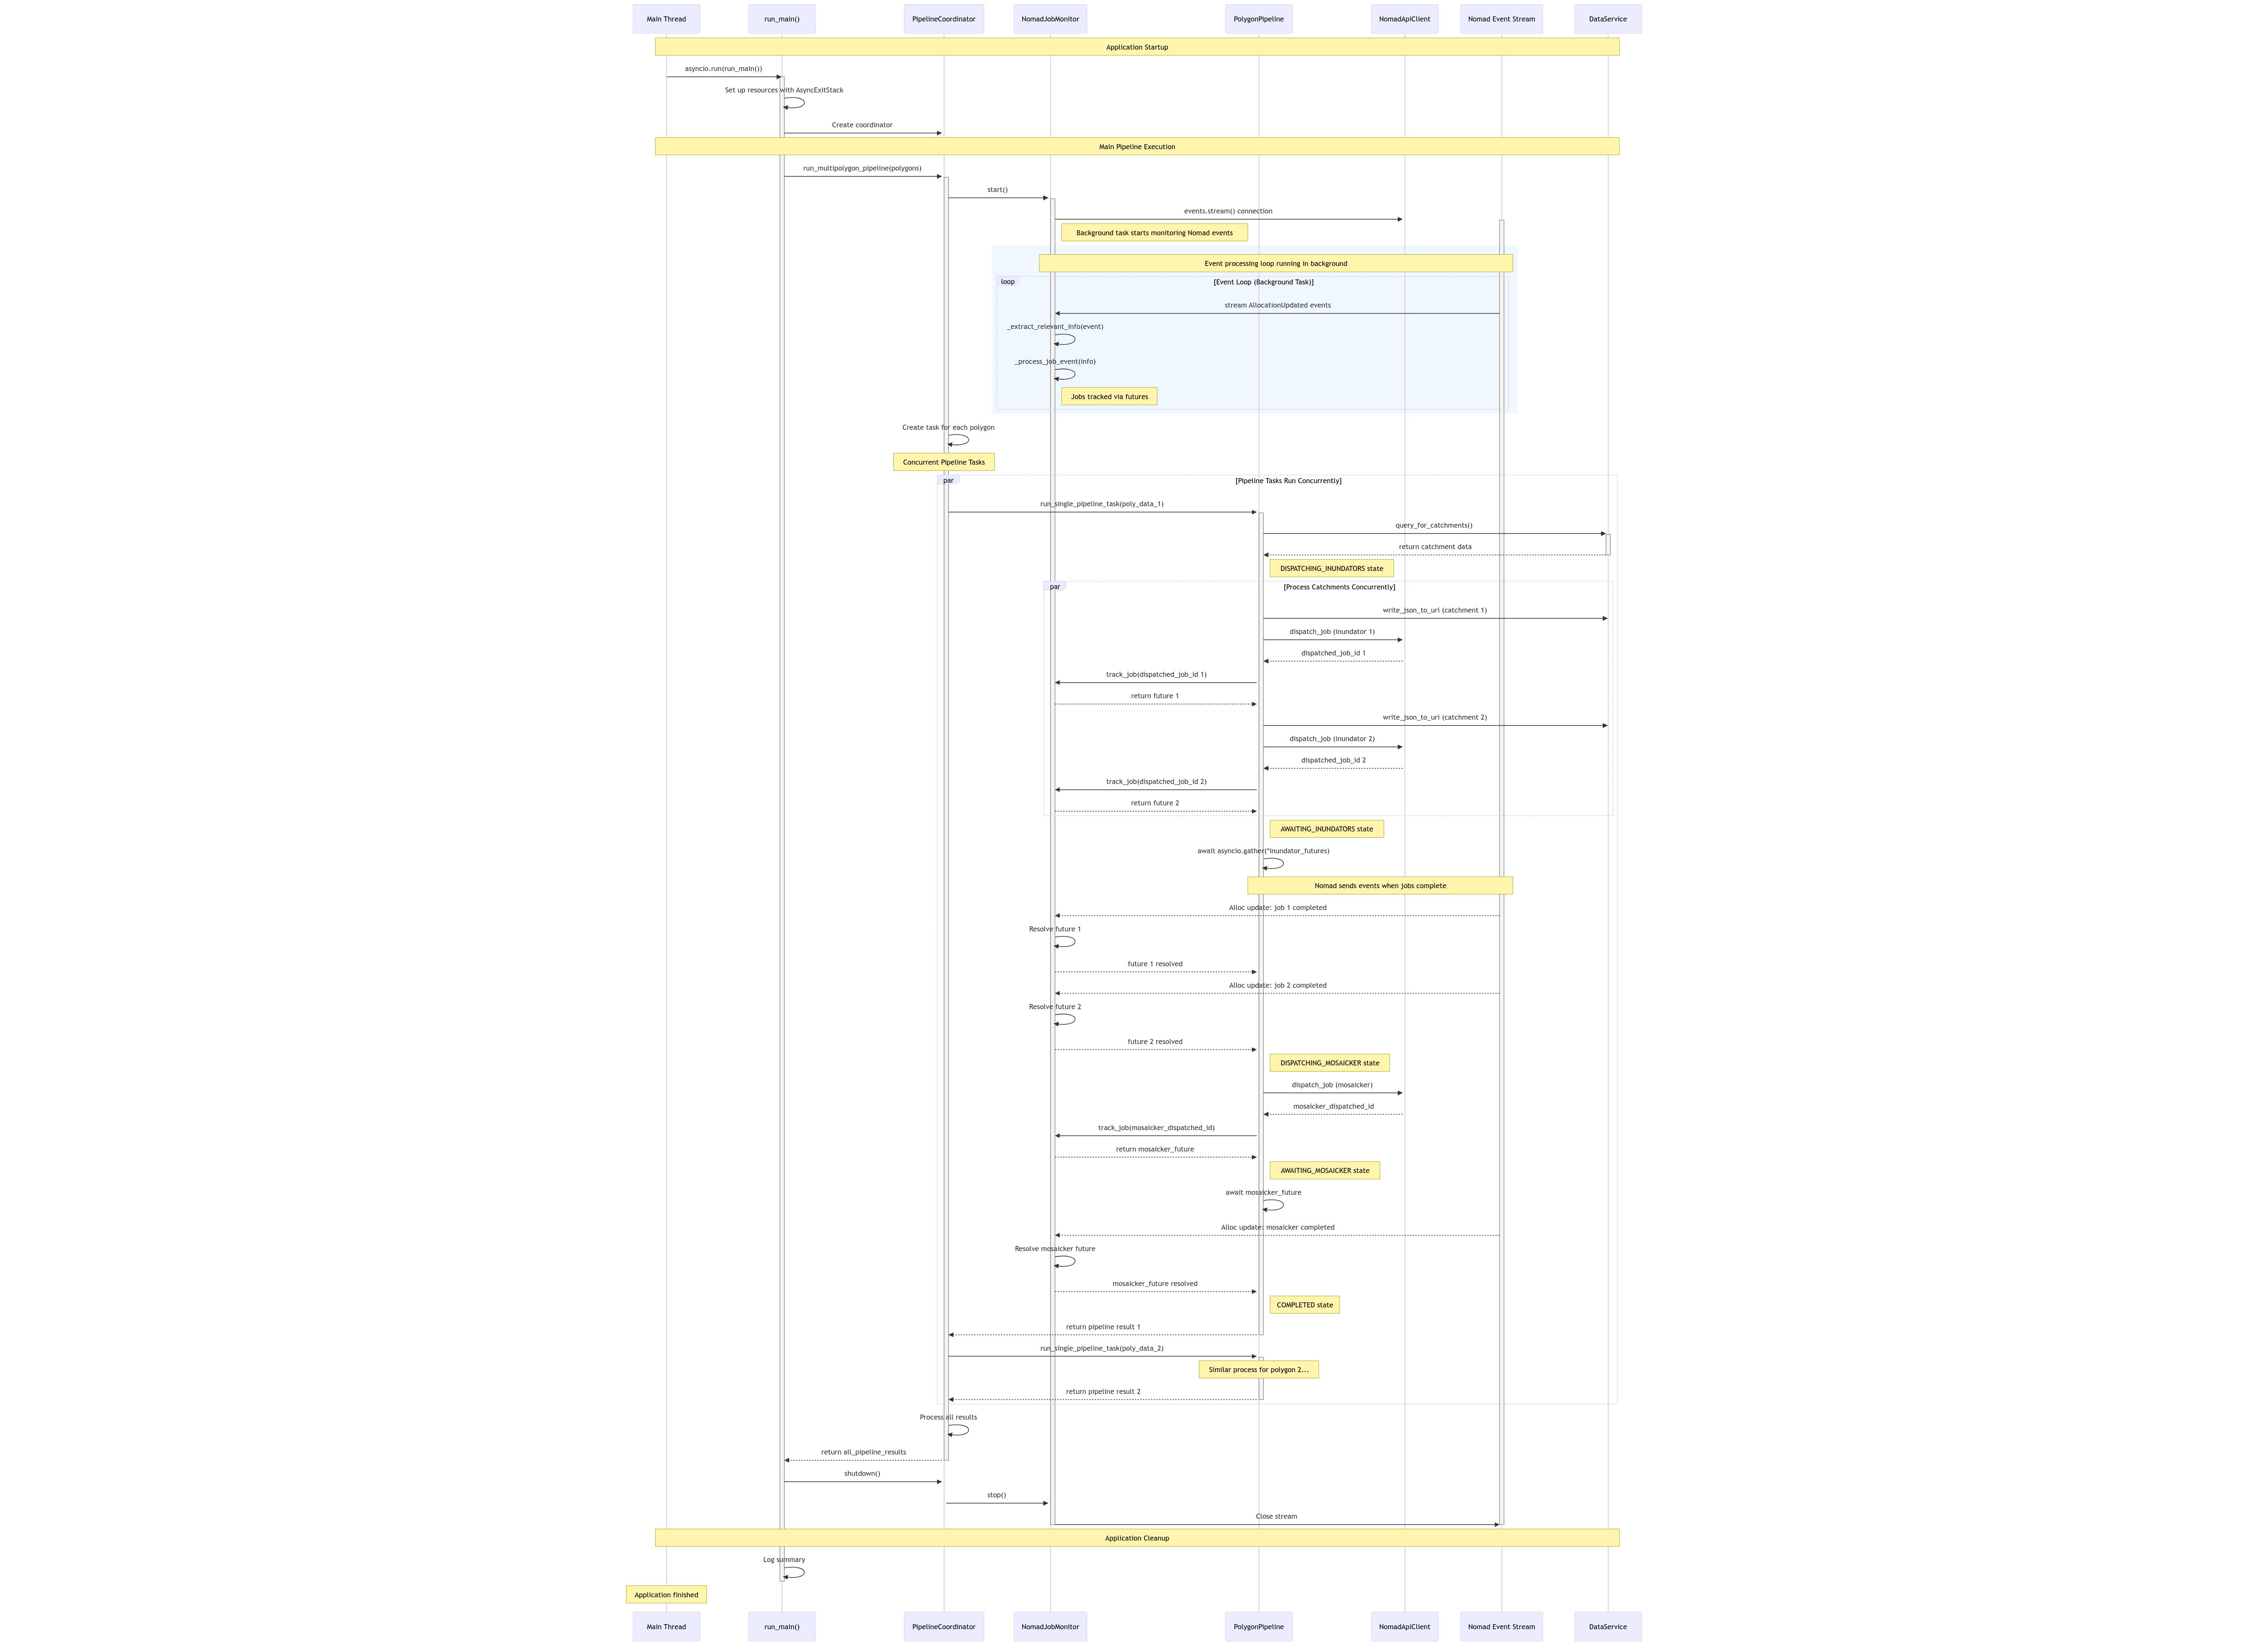 Main Thread
run_main()
PipelineCoordinator
NomadJobMonitor
PolygonPipeline
NomadApiClient
Nomad Event Stream
DataService
Application Startup
asyncio.run(run_main())
Set up resources with AsyncExitStack
Create coordinator
Main Pipeline Execution
run_multipolygon_pipeline(polygons)
start()
events.stream() connection
Background task starts monitoring Nomad events
Event processing loop running in background
loop
[Event Loop (Background Task)]
stream AllocationUpdated events
_extract_relevant_info(event)
_process_job_event(info)
Jobs tracked via futures
Create task for each polygon
Concurrent Pipeline Tasks
par
[Pipeline Tasks Run Concurrently]
run_single_pipeline_task(poly_data_1)
query_for_catchments()
return catchment data
DISPATCHING_INUNDATORS state
par
[Process Catchments Concurrently]
write_json_to_uri (catchment 1)
dispatch_job (inundator 1)
dispatched_job_id 1
track_job(dispatched_job_id 1)
return future 1
write_json_to_uri (catchment 2)
dispatch_job (inundator 2)
dispatched_job_id 2
track_job(dispatched_job_id 2)
return future 2
AWAITING_INUNDATORS state
await asyncio.gather(*inundator_futures)
Nomad sends events when jobs complete
Alloc update: job 1 completed
Resolve future 1
future 1 resolved
Alloc update: job 2 completed
Resolve future 2
future 2 resolved
DISPATCHING_MOSAICKER state
dispatch_job (mosaicker)
mosaicker_dispatched_id
track_job(mosaicker_dispatched_id)
return mosaicker_future
AWAITING_MOSAICKER state
await mosaicker_future
Alloc update: mosaicker completed
Resolve mosaicker future
mosaicker_future resolved
COMPLETED state
return pipeline result 1
run_single_pipeline_task(poly_data_2)
Similar process for polygon 2...
return pipeline result 2
Process all results
return all_pipeline_results
shutdown()
stop()
Close stream
Application Cleanup
Log summary
Application finished
Main Thread
run_main()
PipelineCoordinator
NomadJobMonitor
PolygonPipeline
NomadApiClient
Nomad Event Stream
DataService